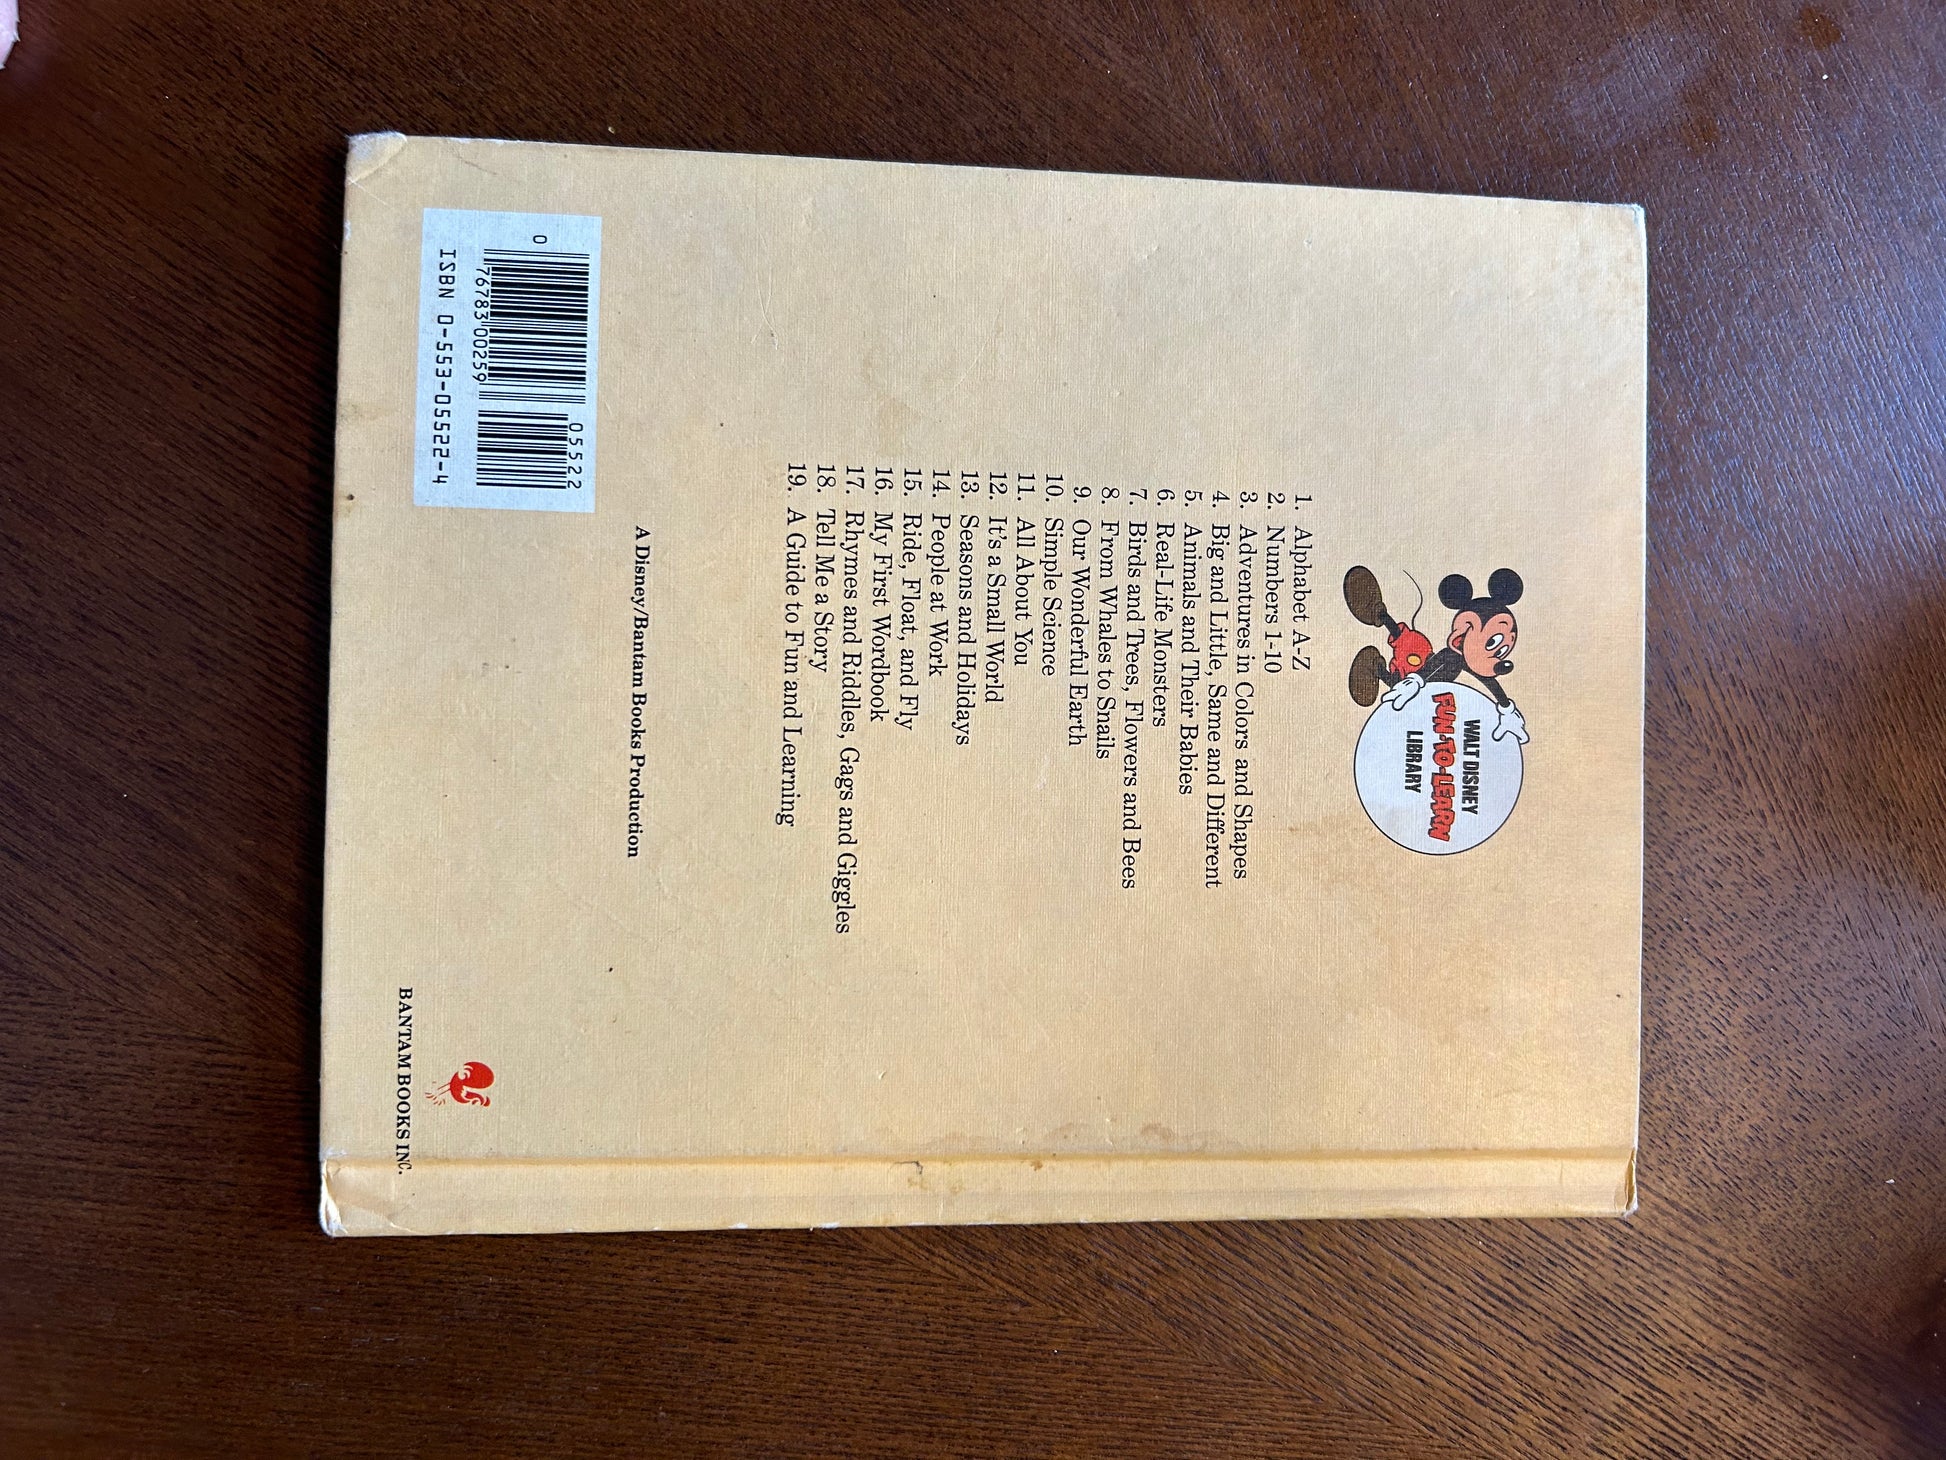 WALT DISNEY
FUN-TO-LEARN
LIBRARY
1. Alphabet A-Z
2. Numbers 1-10
3. Adventures in Colors and Shapes
4. Big and Little, Same and Different
5. Animals and Their Babies
6. Real-Life Monsters
7. Birds and Trees, Flowers and Bees
8. From Whales to Snails
9. Our Wonderful Earth
10. Simple Science
11. All About You
12. It's a Small World
13. Seasons and Holidays
14. People at Work
15. Ride, Float, and Fly
16. My First Wordbook
17. Rhymes and Riddles, Gags and Giggles
18. Tell Me a Story
19. A Guide to Fun and Learning
A Disney/Bantam Books Production
05522
0 76783 00259
ISBN 0-553-05522-4
BANTAM BOOKS INC.